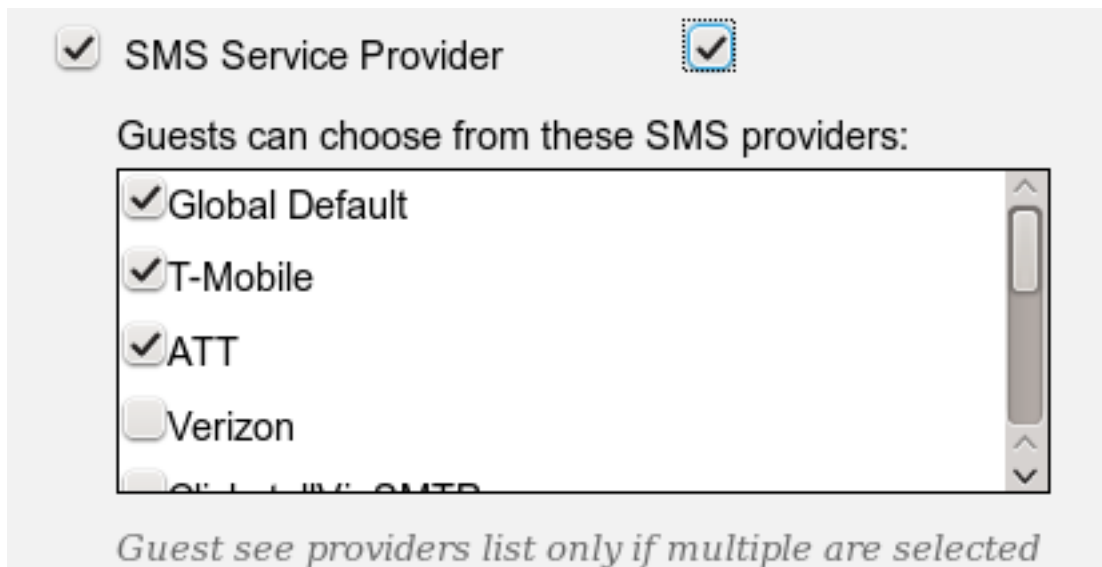 SMS Service Provider
Guests can choose from these SMS providers:
Global Default
T-Mobile
ATT
Verizon
Guest see providers list only if multiple are selected